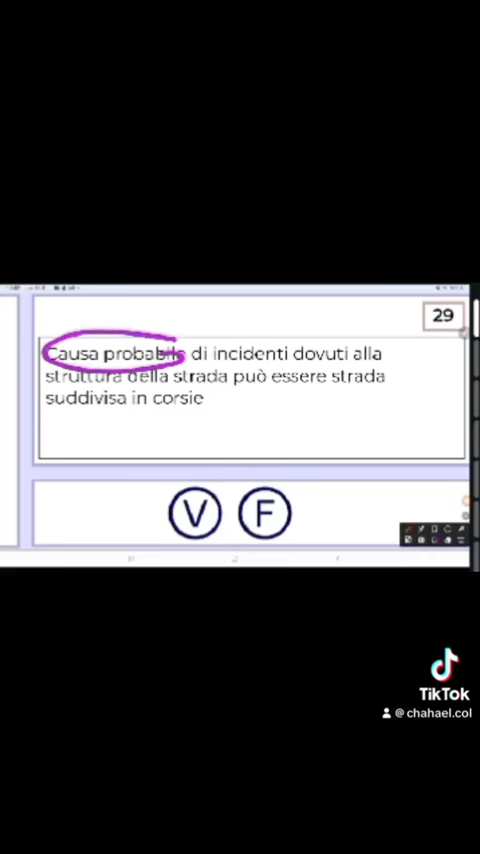 29
Causa probabile di incidenti dovuti alla
struttura della strada può essere strada
suddivisa in corsie
V F
TikTok
@ chahael.col